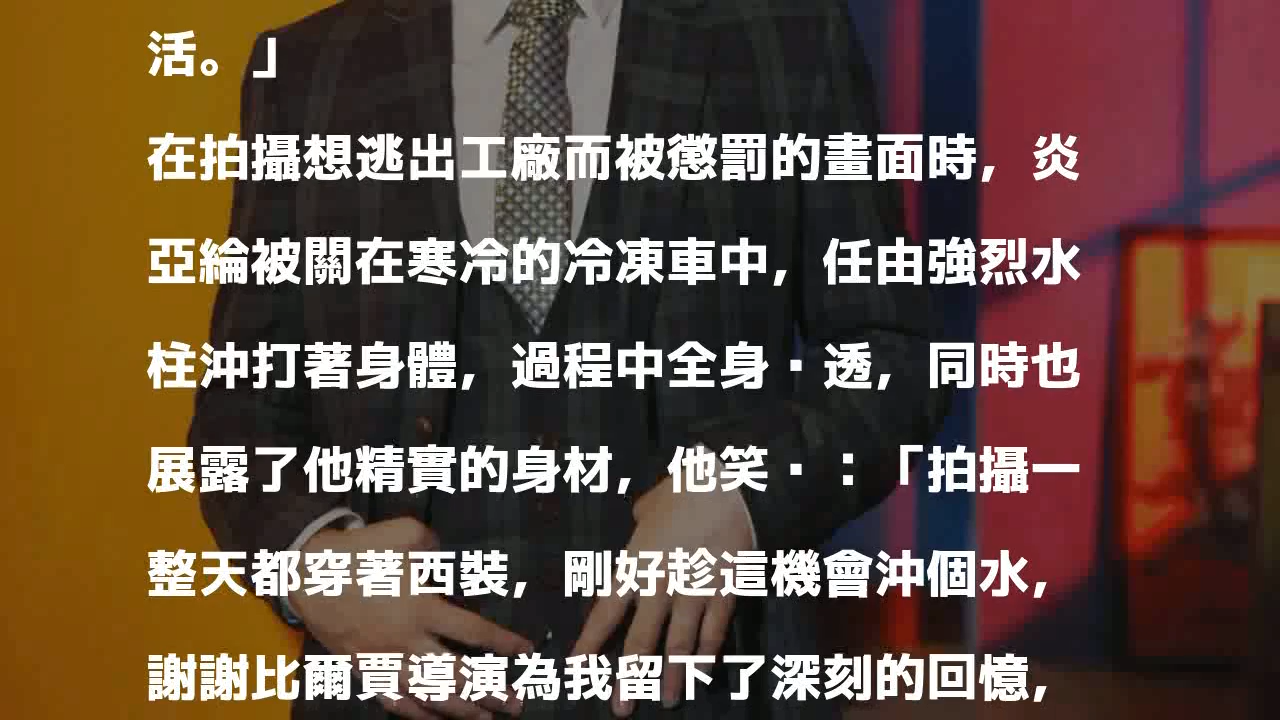 活。」
在拍攝想逃出工廠而被懲罰的畫面時，炎
亞綸被關在寒冷的冷凍車中，任由強烈水
柱沖打著身體，過程中全身▪透，同時也
展露了他精實的身材，他笑▪：「拍攝一
整天都穿著西裝，剛好趁這機會沖個水，
謝謝比爾賈導演為我留下了深刻的回憶，